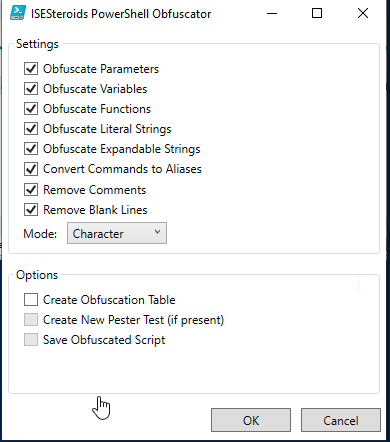 ISESteroids PowerShell Obfuscator
Settings
Obfuscate Parameters
Obfuscate Variables
Obfuscate Functions
Obfuscate Literal Strings
Obfuscate Expandable Strings
Convert Commands to Aliases
Remove Comments
Remove Blank Lines
Mode: Character
Options
Create Obfuscation Table
Create New Pester Test (if present)
Save Obfuscated Script
OK Cancel